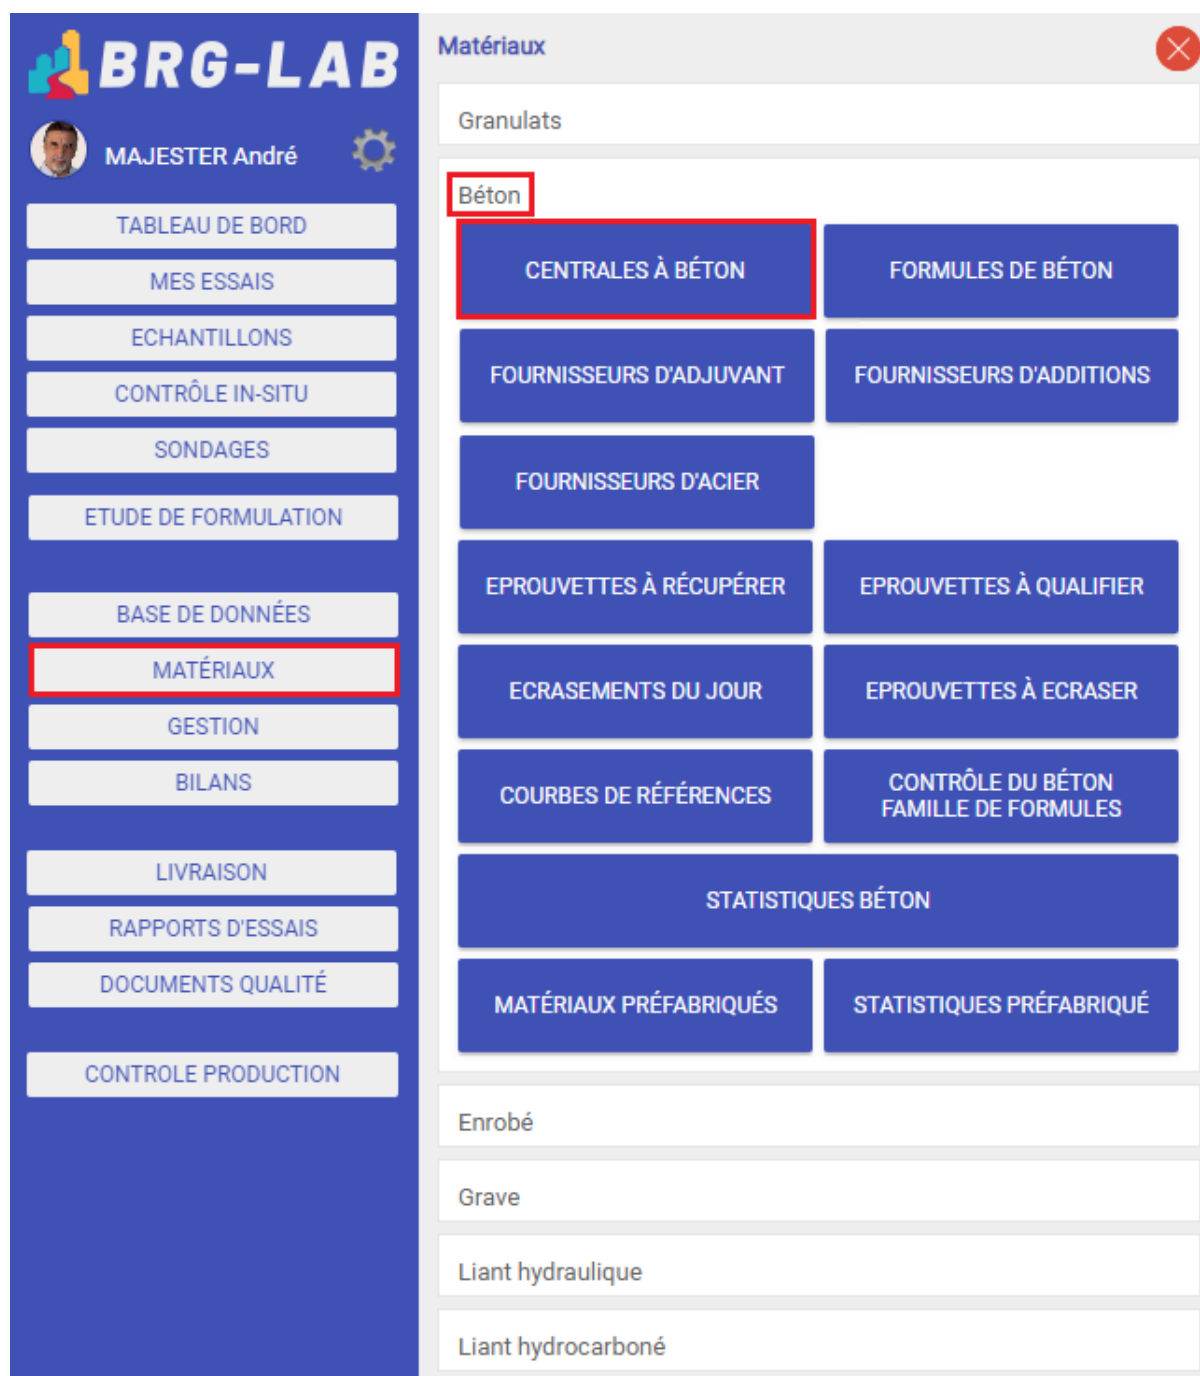 BRG-LAB
MAJESTER André
TABLEAU DE BORD
MES ESSAIS
ECHANTILLONS
CONTRÔLE IN-SITU
SONDAGES
ETUDE DE FORMULATION
BASE DE DONNÉES
MATÉRIAUX
GESTION
BILANS
LIVRAISON
RAPPORTS D'ESSAIS
DOCUMENTS QUALITÉ
CONTROLE PRODUCTION
Matériaux
Granulats
Béton
CENTRALES À BÉTON
FORMULES DE BÉTON
FOURNISSEURS D'ADJUVANT
FOURNISSEURS D'ADDITIONS
FOURNISSEURS D'ACIER
EPROUVETTES À RÉCUPÉRER
EPROUVETTES À QUALIFIER
ECRASEMENTS DU JOUR
EPROUVETTES À ECRASER
COURBES DE RÉFÉRENCES
CONTRÔLE DU BÉTON
FAMILLE DE FORMULES
STATISTIQUES BÉTON
MATÉRIAUX PRÉFABRIQUÉS
STATISTIQUES PRÉFABRIQUÉ
Enrobé
Grave
Liant hydraulique
Liant hydrocarboné